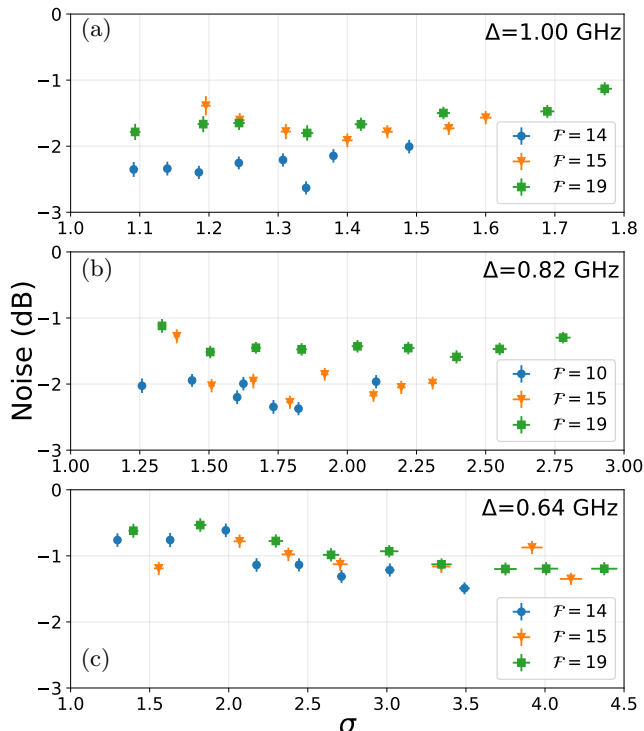 (a)
Δ=1.00 GHz
0
−1
−2
−3
ℱ = 14
ℱ = 15
ℱ = 19
1.0 1.1 1.2 1.3 1.4 1.5 1.6 1.7 1.8
(b)
Δ=0.82 GHz
0
−1
−2
−3
Noise (dB)
ℱ = 10
ℱ = 15
ℱ = 19
1.00 1.25 1.50 1.75 2.00 2.25 2.50 2.75 3.00
Δ=0.64 GHz
0
−1
−2
−3
ℱ = 14
ℱ = 15
ℱ = 19
(c)
1.0 1.5 2.0 2.5 3.0 3.5 4.0 4.5
σ